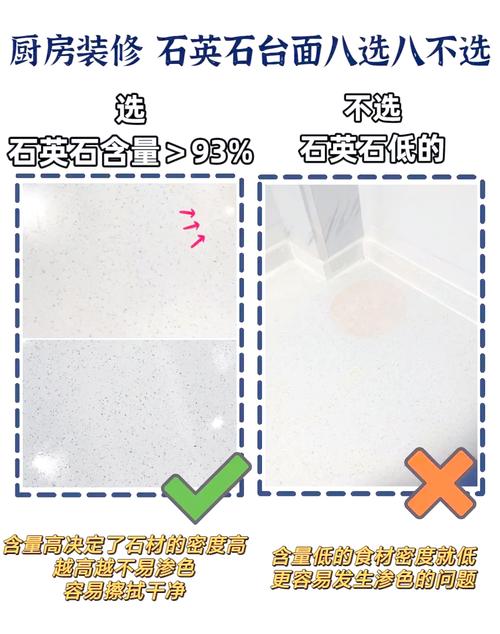 厨房装修 石英石台面八选八不选
选
石英石含量＞93%
不选
石英石低的
含量高决定了石材的密度高
越高越不易渗色
容易擦拭干净
含量低的食材密度就低
更容易发生渗色的问题